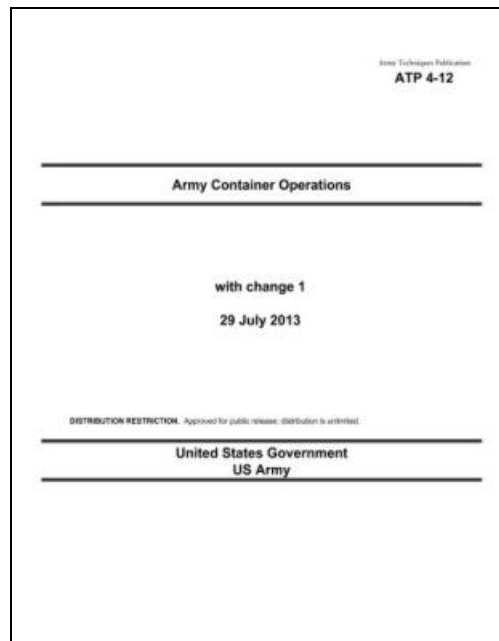 Army Techniques Publication
ATP 4-12
Army Container Operations
with change 1
29 July 2013
DISTRIBUTION RESTRICTION. Approved for public release; distribution is unlimited.
United States Government
US Army